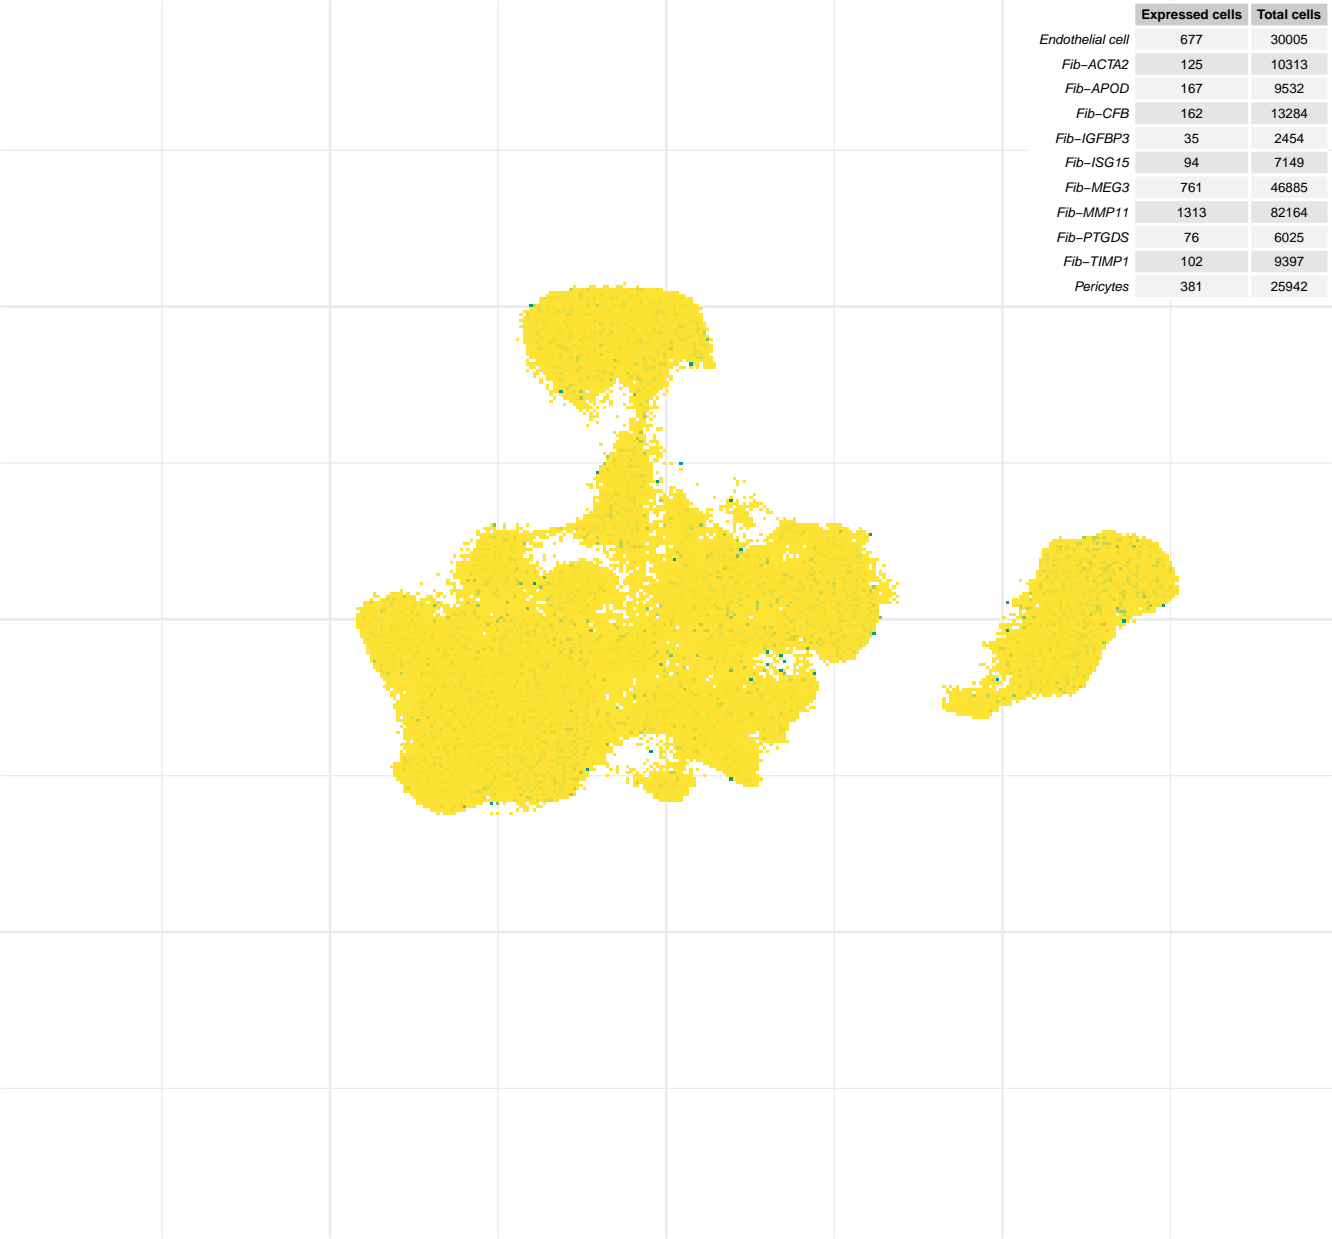 Expressed cells Total cells
Endothelial cell 677 30005
Fib−ACTA2 125 10313
Fib−APOD 167 9532
Fib−CFB 162 13284
Fib−IGFBP3 35 2454
Fib−ISG15 94 7149
Fib−MEG3 761 46885
Fib−MMP11 1313 82164
Fib−PTGDS 76 6025
Fib−TIMP1 102 9397
Pericytes 381 25942